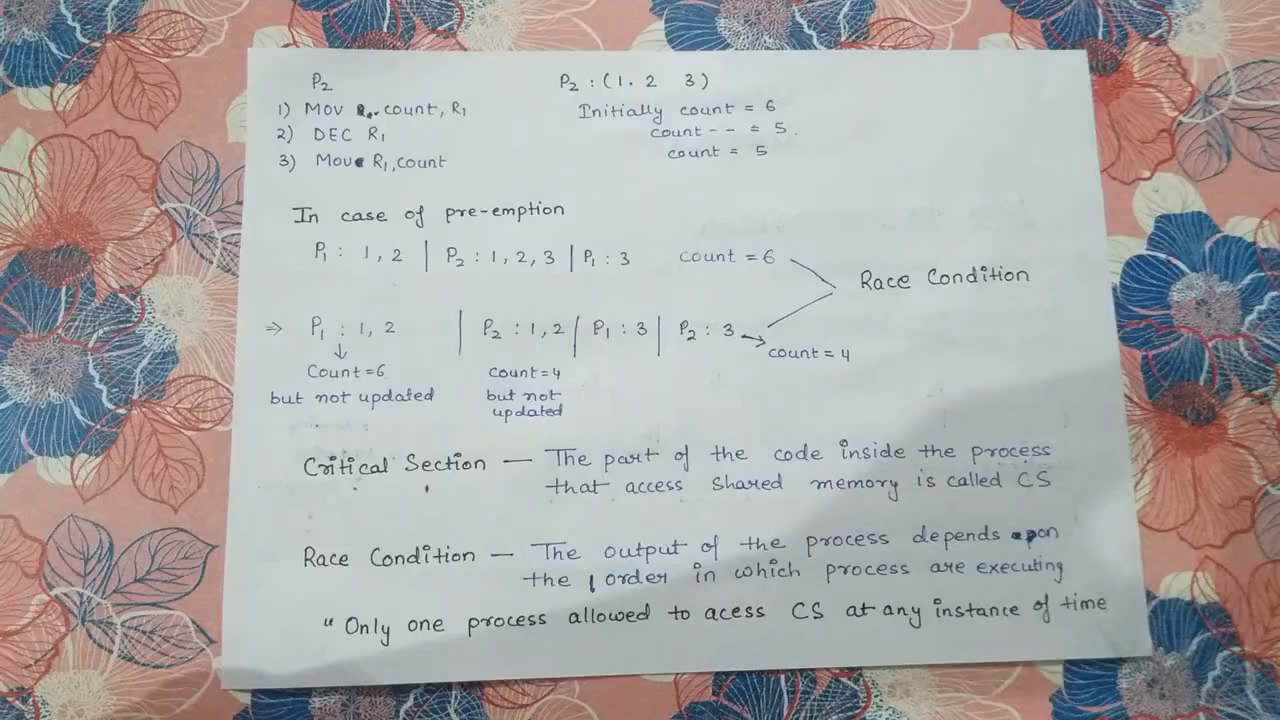 P₂ P₂ : (1. 2 3)
1) Mov count, R₁ Initially count = 6
2) DEC R₁ count - - = 5.
3) Move R₁, count count = 5
In case of pre-emption
P₁ : 1, 2 | P₂ : 1, 2, 3 | P₁ : 3 count = 6
Race Condition
⇒ P₁ : 1, 2 | P₂ : 1, 2 | P₁ : 3 | P₂ : 3 → count = 4
↓
Count = 6 count = 4
but not updated but not
updated
Critical Section — The part of the code inside the process
that access shared memory is called CS
Race Condition — The output of the process depends upon
the order in which process are executing
“ Only one process allowed to acess CS at any instance of time